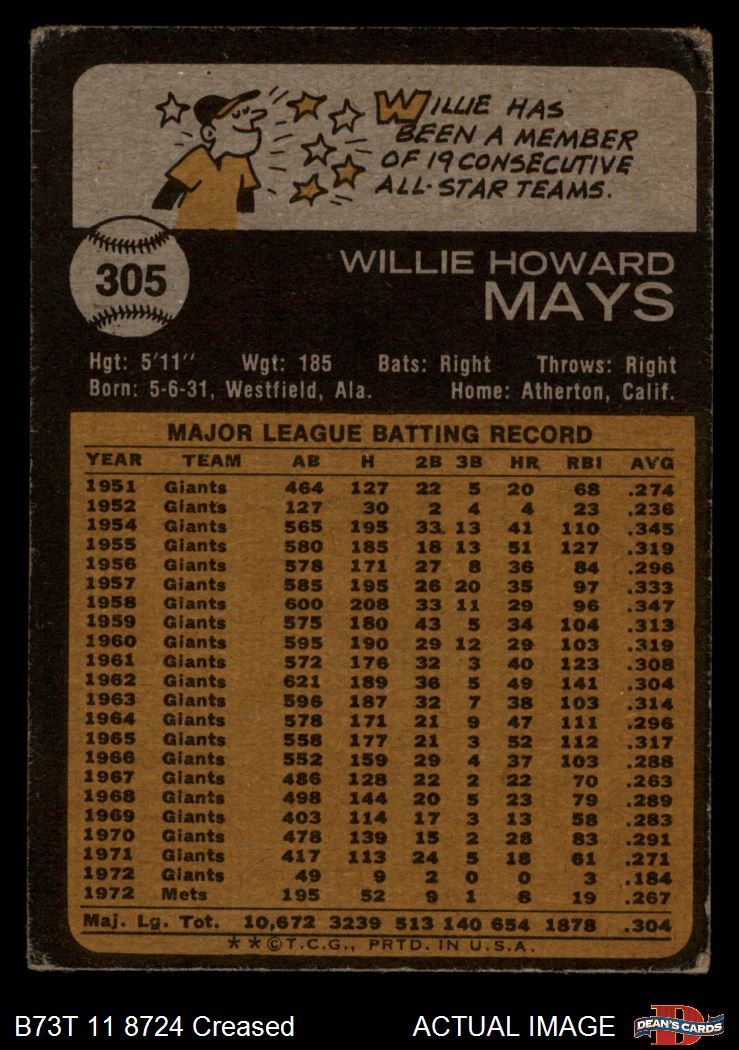 WILLIE HAS
BEEN A MEMBER
OF 19 CONSECUTIVE
ALL-STAR TEAMS.
305
WILLIE HOWARD
MAYS
Hgt: 5'11" Wgt: 185 Bats: Right Throws: Right
Born: 5-6-31, Westfield, Ala. Home: Atherton, Calif.
MAJOR LEAGUE BATTING RECORD
YEAR TEAM AB H 2B 3B HR RBI AVG
1951 Giants 464 127 22 5 20 68 .274
1952 Giants 127 30 2 4 4 23 .236
1954 Giants 565 195 33 13 41 110 .345
1955 Giants 580 185 18 13 51 127 .319
1956 Giants 578 171 27 8 36 84 .296
1957 Giants 585 195 26 20 35 97 .333
1958 Giants 600 208 33 11 29 96 .347
1959 Giants 575 180 43 5 34 104 .313
1960 Giants 595 190 29 12 29 103 .319
1961 Giants 572 176 32 3 40 123 .308
1962 Giants 621 189 36 5 49 141 .304
1963 Giants 596 187 32 7 38 103 .314
1964 Giants 578 171 21 9 47 111 .296
1965 Giants 558 177 21 3 52 112 .317
1966 Giants 552 159 29 4 37 103 .288
1967 Giants 486 128 22 2 22 70 .263
1968 Giants 498 144 20 5 23 79 .289
1969 Giants 403 114 17 3 13 58 .283
1970 Giants 478 139 15 2 28 83 .291
1971 Giants 417 113 24 5 18 61 .271
1972 Giants 49 9 2 0 0 3 .184
1972 Mets 195 52 9 1 8 19 .267
Maj. Lg. Tot. 10,672 3239 513 140 654 1878 .304
**©T.C.G., PRTD. IN U.S.A.
B73T 11 8724 Creased ACTUAL IMAGE
DEAN'S CARDS